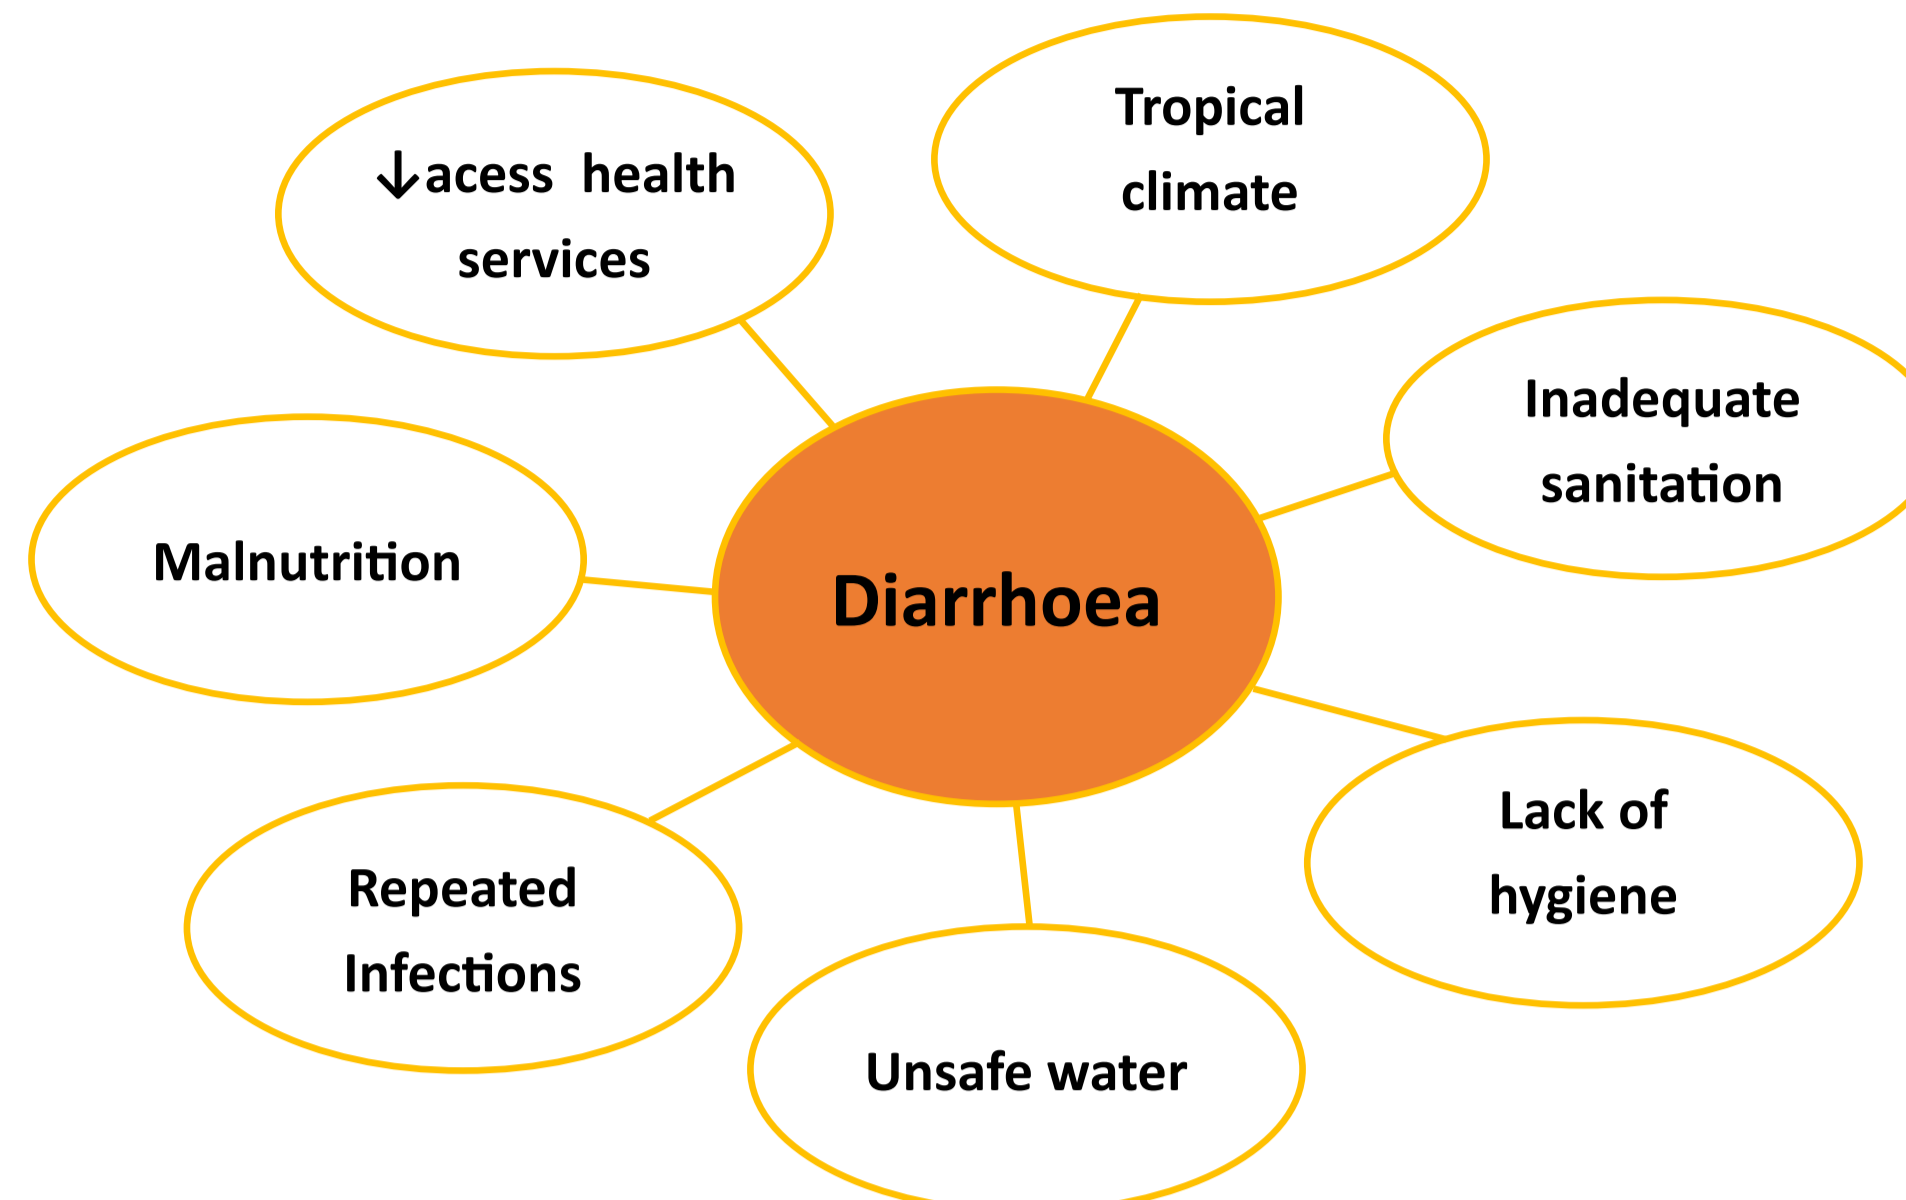 ↓acess health
services
Tropical
climate
Inadequate
sanitation
Malnutrition
Diarrhoea
Lack of
hygiene
Repeated
Infections
Unsafe water